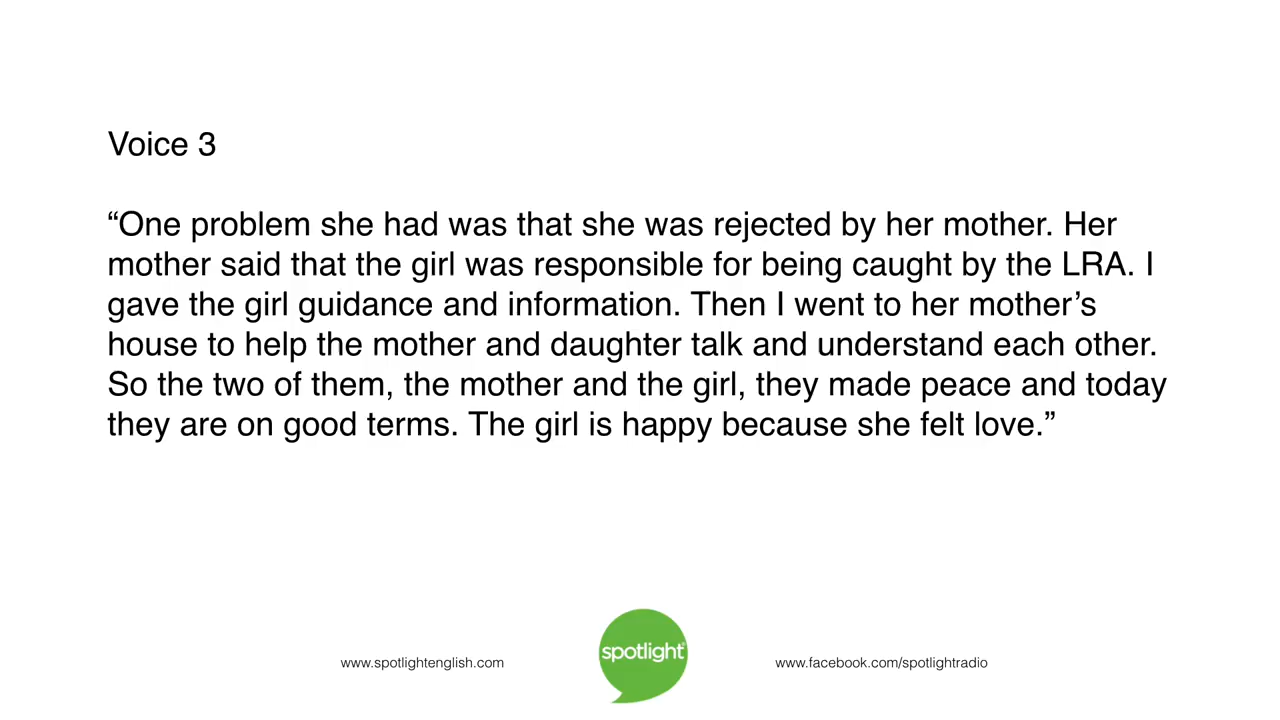 Voice 3
“One problem she had was that she was rejected by her mother. Her
mother said that the girl was responsible for being caught by the LRA. I
gave the girl guidance and information. Then I went to her mother’s
house to help the mother and daughter talk and understand each other.
So the two of them, the mother and the girl, they made peace and today
they are on good terms. The girl is happy because she felt love.”
www.spotlightenglish.com
spotlight®
www.facebook.com/spotlightradio